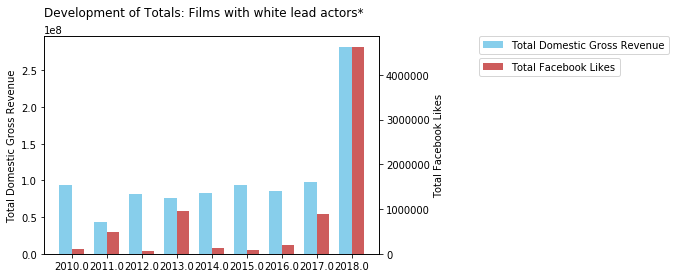 Development of Totals: Films with white lead actors*
1e8
Total Domestic Gross Revenue
Total Facebook Likes
2.5
2.0
1.5
1.0
0.5
0.0
Total Domestic Gross Revenue
4000000
3000000
2000000
1000000
0
Total Facebook Likes
2010.0 2011.0 2012.0 2013.0 2014.0 2015.0 2016.0 2017.0 2018.0